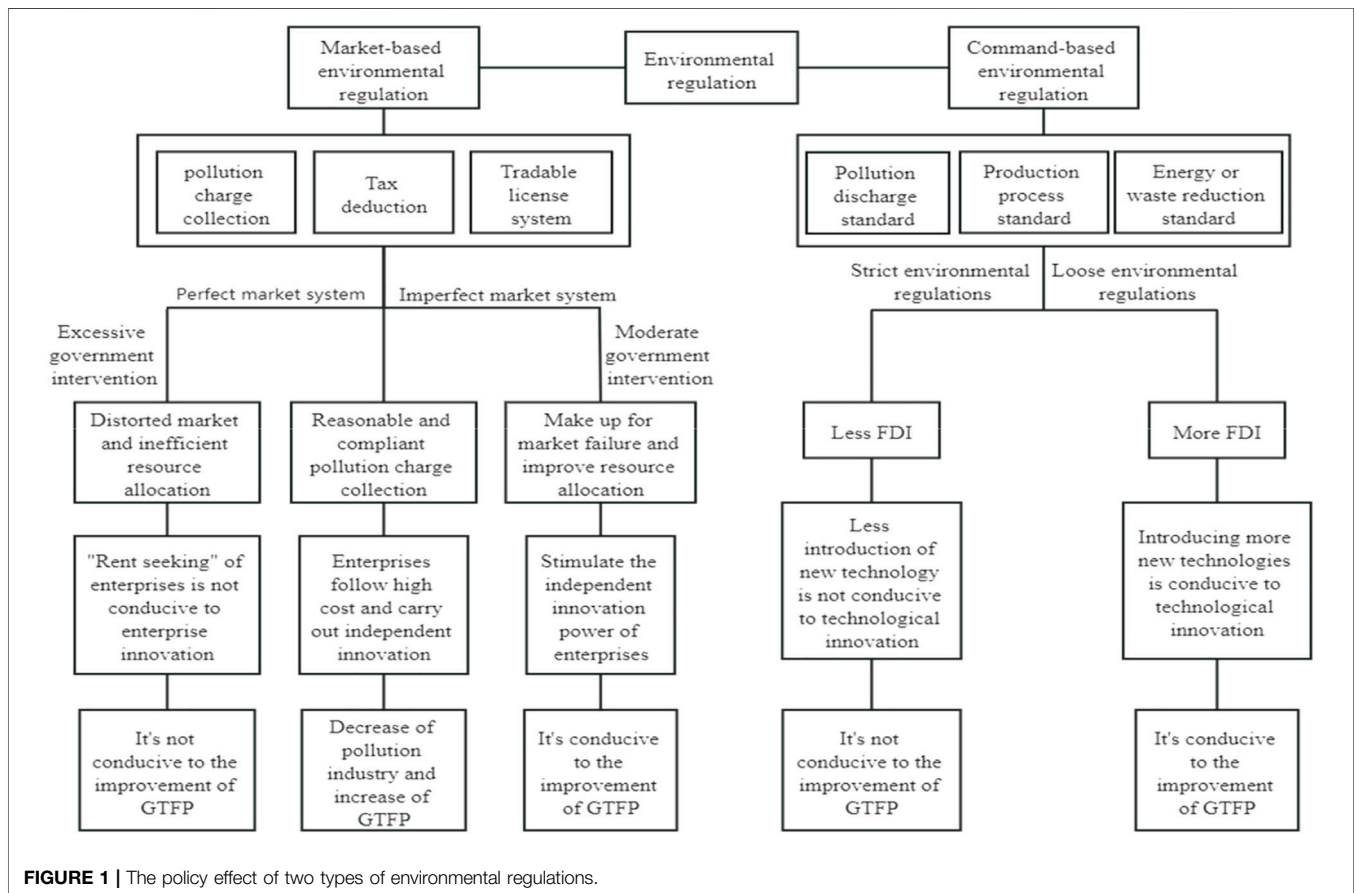 Market-based
environmental
regulation
Environmental
regulation
Command-based
environmental
regulation
pollution
charge
collection
Tax
deduction
Tradable
license
system
Pollution
discharge
standard
Production
process
standard
Energy or
waste reduction
standard
Perfect market system
Imperfect market system
Strict environmental
regulations
Loose environmental
regulations
Excessive
government
intervention
Moderate
government
intervention
Distorted market
and inefficient
resource
allocation
Reasonable and
compliant
pollution charge
collection
Make up for
market failure and
improve resource
allocation
Less FDI
More FDI
"Rent seeking" of
enterprises is not
conducive to
enterprise
innovation
Enterprises
follow high
cost and carry
out independent
innovation
Stimulate the
independent
innovation
power of
enterprises
Less
introduction of
new technology
is not conducive
to technological
innovation
Introducing more
new technologies
is conducive to
technological
innovation
It's not
conducive to the
improvement of
GTFP
Decrease of
pollution
industry and
increase of
GTFP
It's conducive
to the
improvement
of GTFP
It's not
conducive to the
improvement of
GTFP
It's conducive
to the
improvement
of GTFP
FIGURE 1 | The policy effect of two types of environmental regulations.